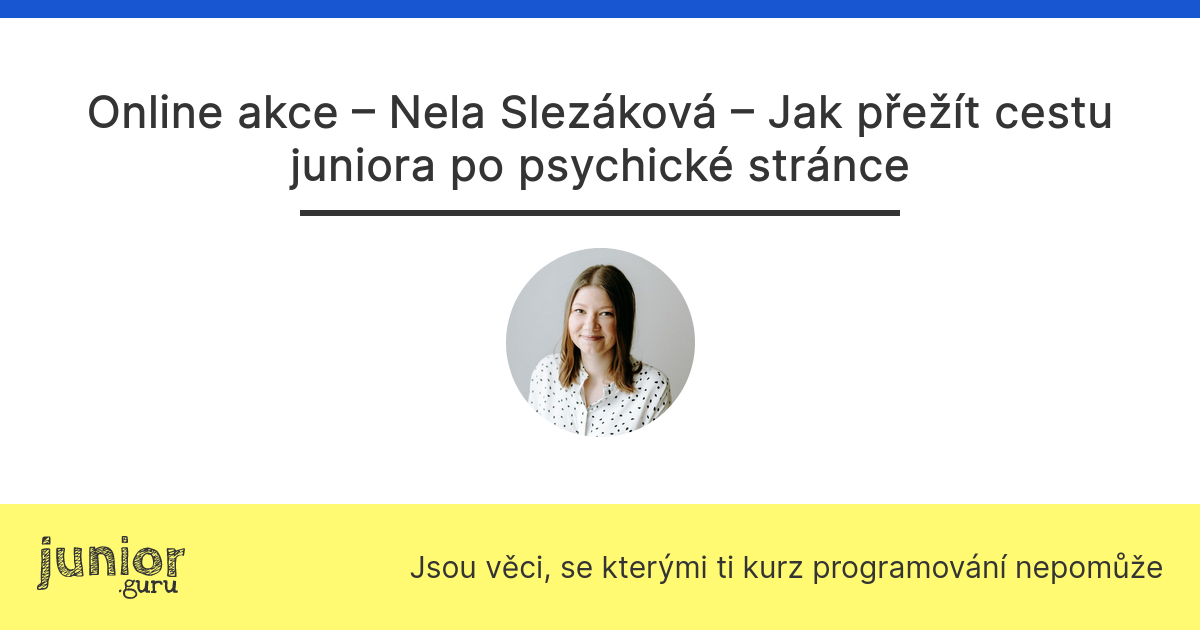 Online akce – Nela Slezáková – Jak přežít cestu
juniora po psychické stránce
junior
.guru
Jsou věci, se kterými ti kurz programování nepomůže